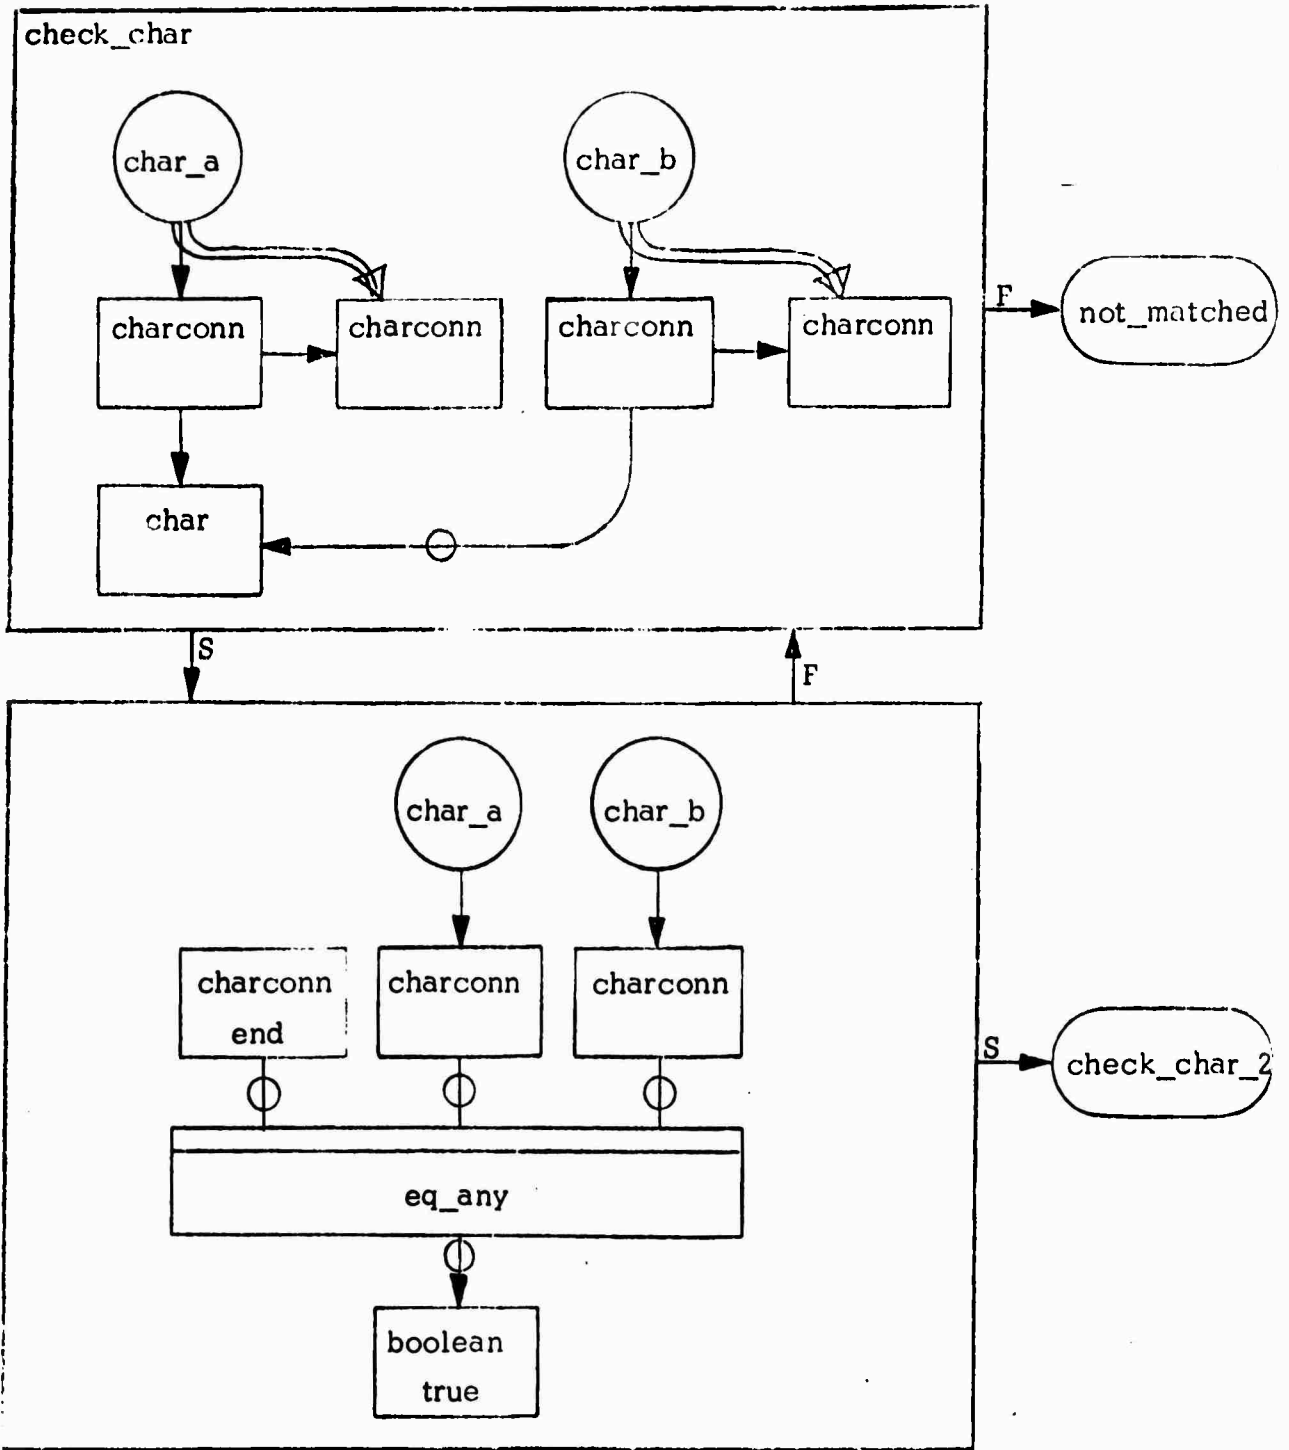 check_char
char_a
char_b
charconn
charconn
charconn
charconn
F
not_matched
char
S
F
char_a
char_b
charconn
end
charconn
charconn
S
check_char_2
eq_any
boolean
true